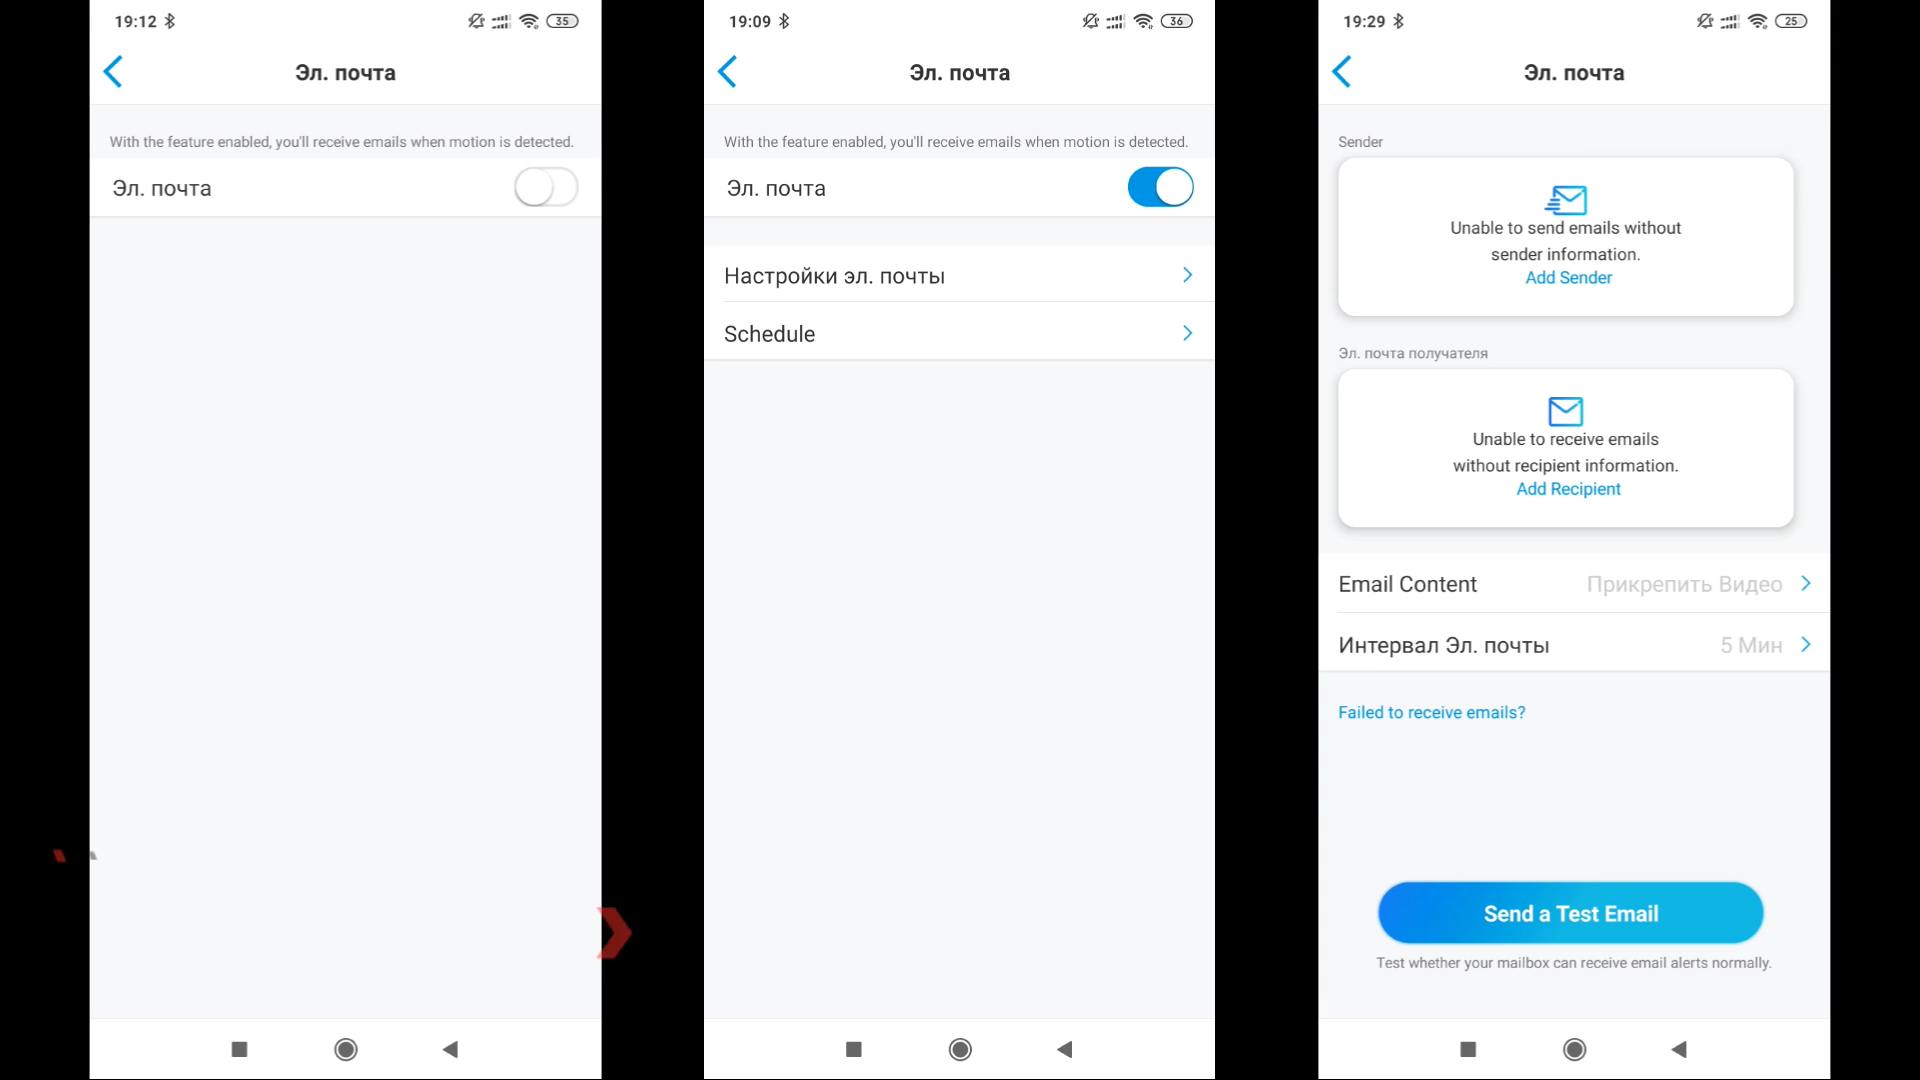 19:12
35
Эл. почта
With the feature enabled, you'll receive emails when motion is detected.
Эл. почта
19:09
36
Эл. почта
With the feature enabled, you'll receive emails when motion is detected.
Эл. почта
Настройки эл. почты
Schedule
19:29
25
Эл. почта
Sender
Unable to send emails without
sender information.
Add Sender
Эл. почта получателя
Unable to receive emails
without recipient information.
Add Recipient
Email Content
Прикрепить Видео
Интервал Эл. почты
5 Мин
Failed to receive emails?
Send a Test Email
Test whether your mailbox can receive email alerts normally.